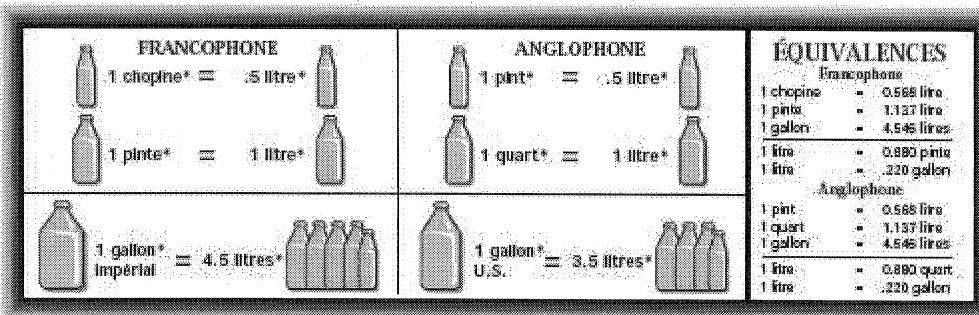 FRANCOPHONE
1 chopine* = .5 litre*
1 pinte* = 1 litre*
1 gallon* Impérial = 4.5 litres*
ANGLOPHONE
1 pint* = .5 litre*
1 quart* = 1 litre*
1 gallon* U.S. = 3.5 litres*
ÉQUIVALENCES
Francophone
1 chopine = 0.568 litre
1 pinte = 1.137 litre
1 gallon = 4.546 litres
1 litre = 0.880 pinte
1 litre = .220 gallon
Anglophone
1 pint = 0.568 litre
1 quart = 1.137 litre
1 gallon = 4.546 litres
1 litre = 0.880 quart
1 litre = .220 gallon